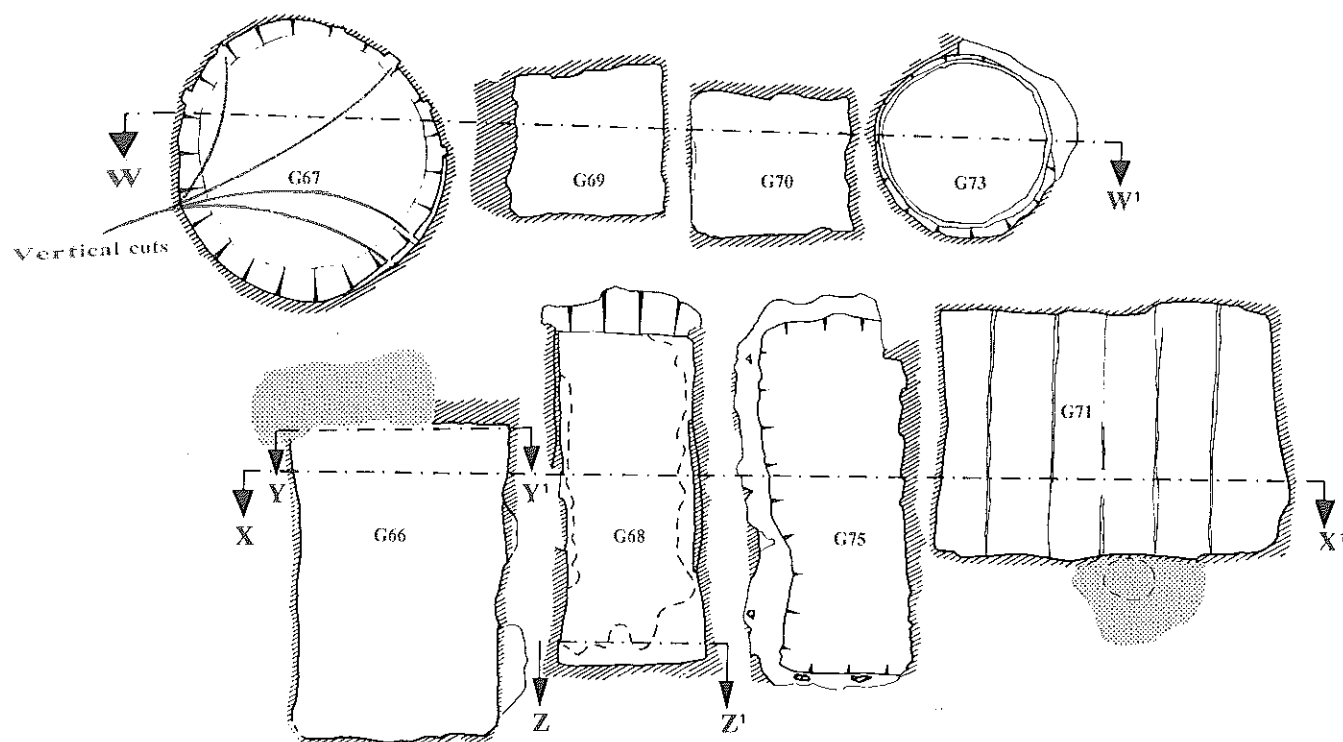 W
G67
G69
G70
G73
W¹
Vertical cuts
G71
Y
Y¹
X
X¹
G66
G68
G75
Z
Z¹